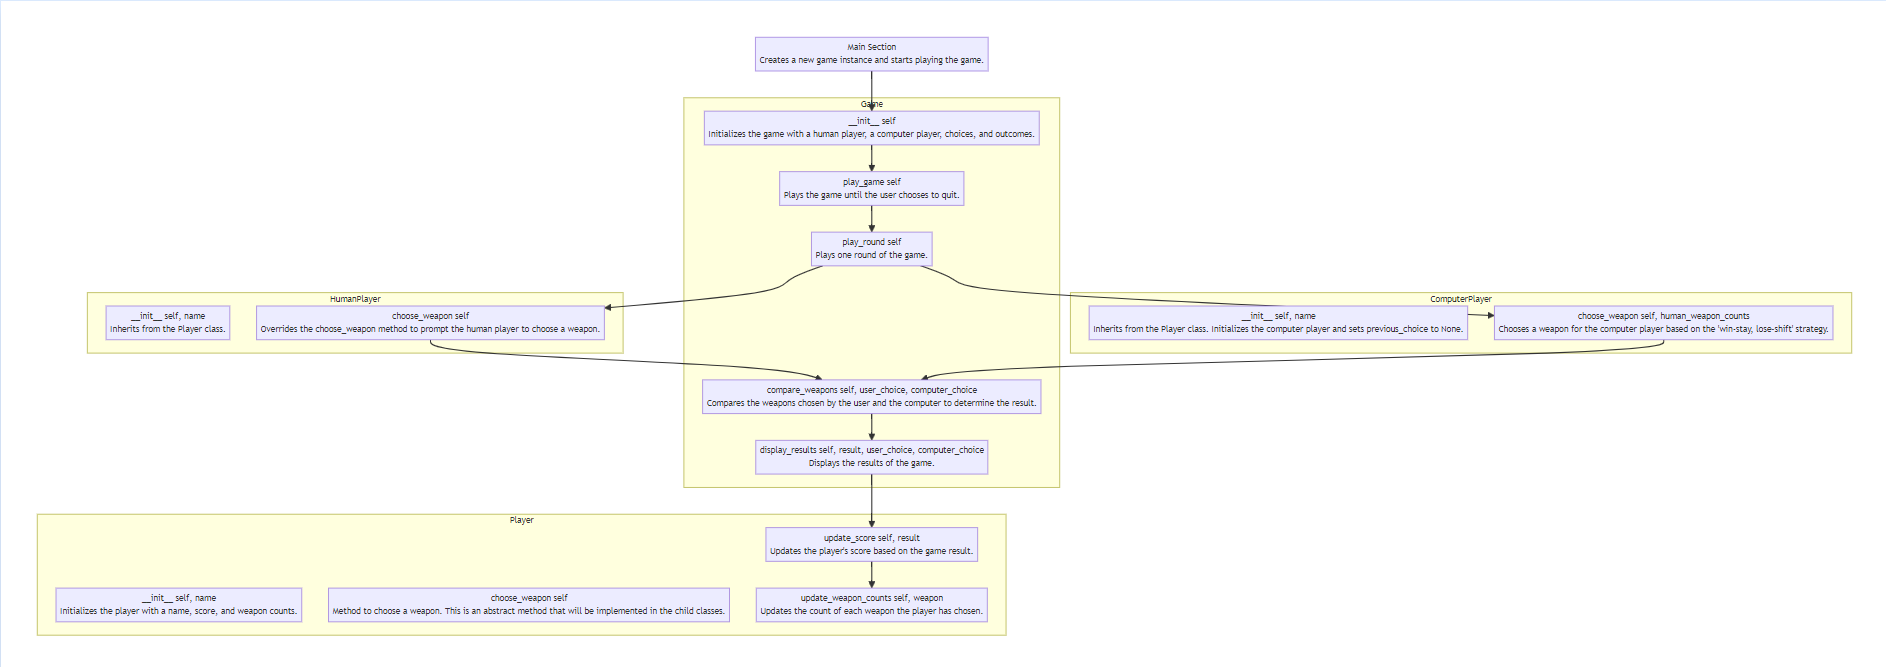 Main Section
Creates a new game instance and starts playing the game.
Game
__init__ self
Initializes the game with a human player, a computer player, choices, and outcomes.
play_game self
Plays the game until the user chooses to quit.
play_round self
Plays one round of the game.
HumanPlayer
__init__ self, name
Inherits from the Player class.
choose_weapon self
Overrides the choose_weapon method to prompt the human player to choose a weapon.
ComputerPlayer
__init__ self, name
Inherits from the Player class. Initializes the computer player and sets previous_choice to None.
choose_weapon self, human_weapon_counts
Chooses a weapon for the computer player based on the 'win-stay, lose-shift' strategy.
compare_weapons self, user_choice, computer_choice
Compares the weapons chosen by the user and the computer to determine the result.
display_results self, result, user_choice, computer_choice
Displays the results of the game.
Player
update_score self, result
Updates the player's score based on the game result.
__init__ self, name
Initializes the player with a name, score, and weapon counts.
choose_weapon self
Method to choose a weapon. This is an abstract method that will be implemented in the child classes.
update_weapon_counts self, weapon
Updates the count of each weapon the player has chosen.